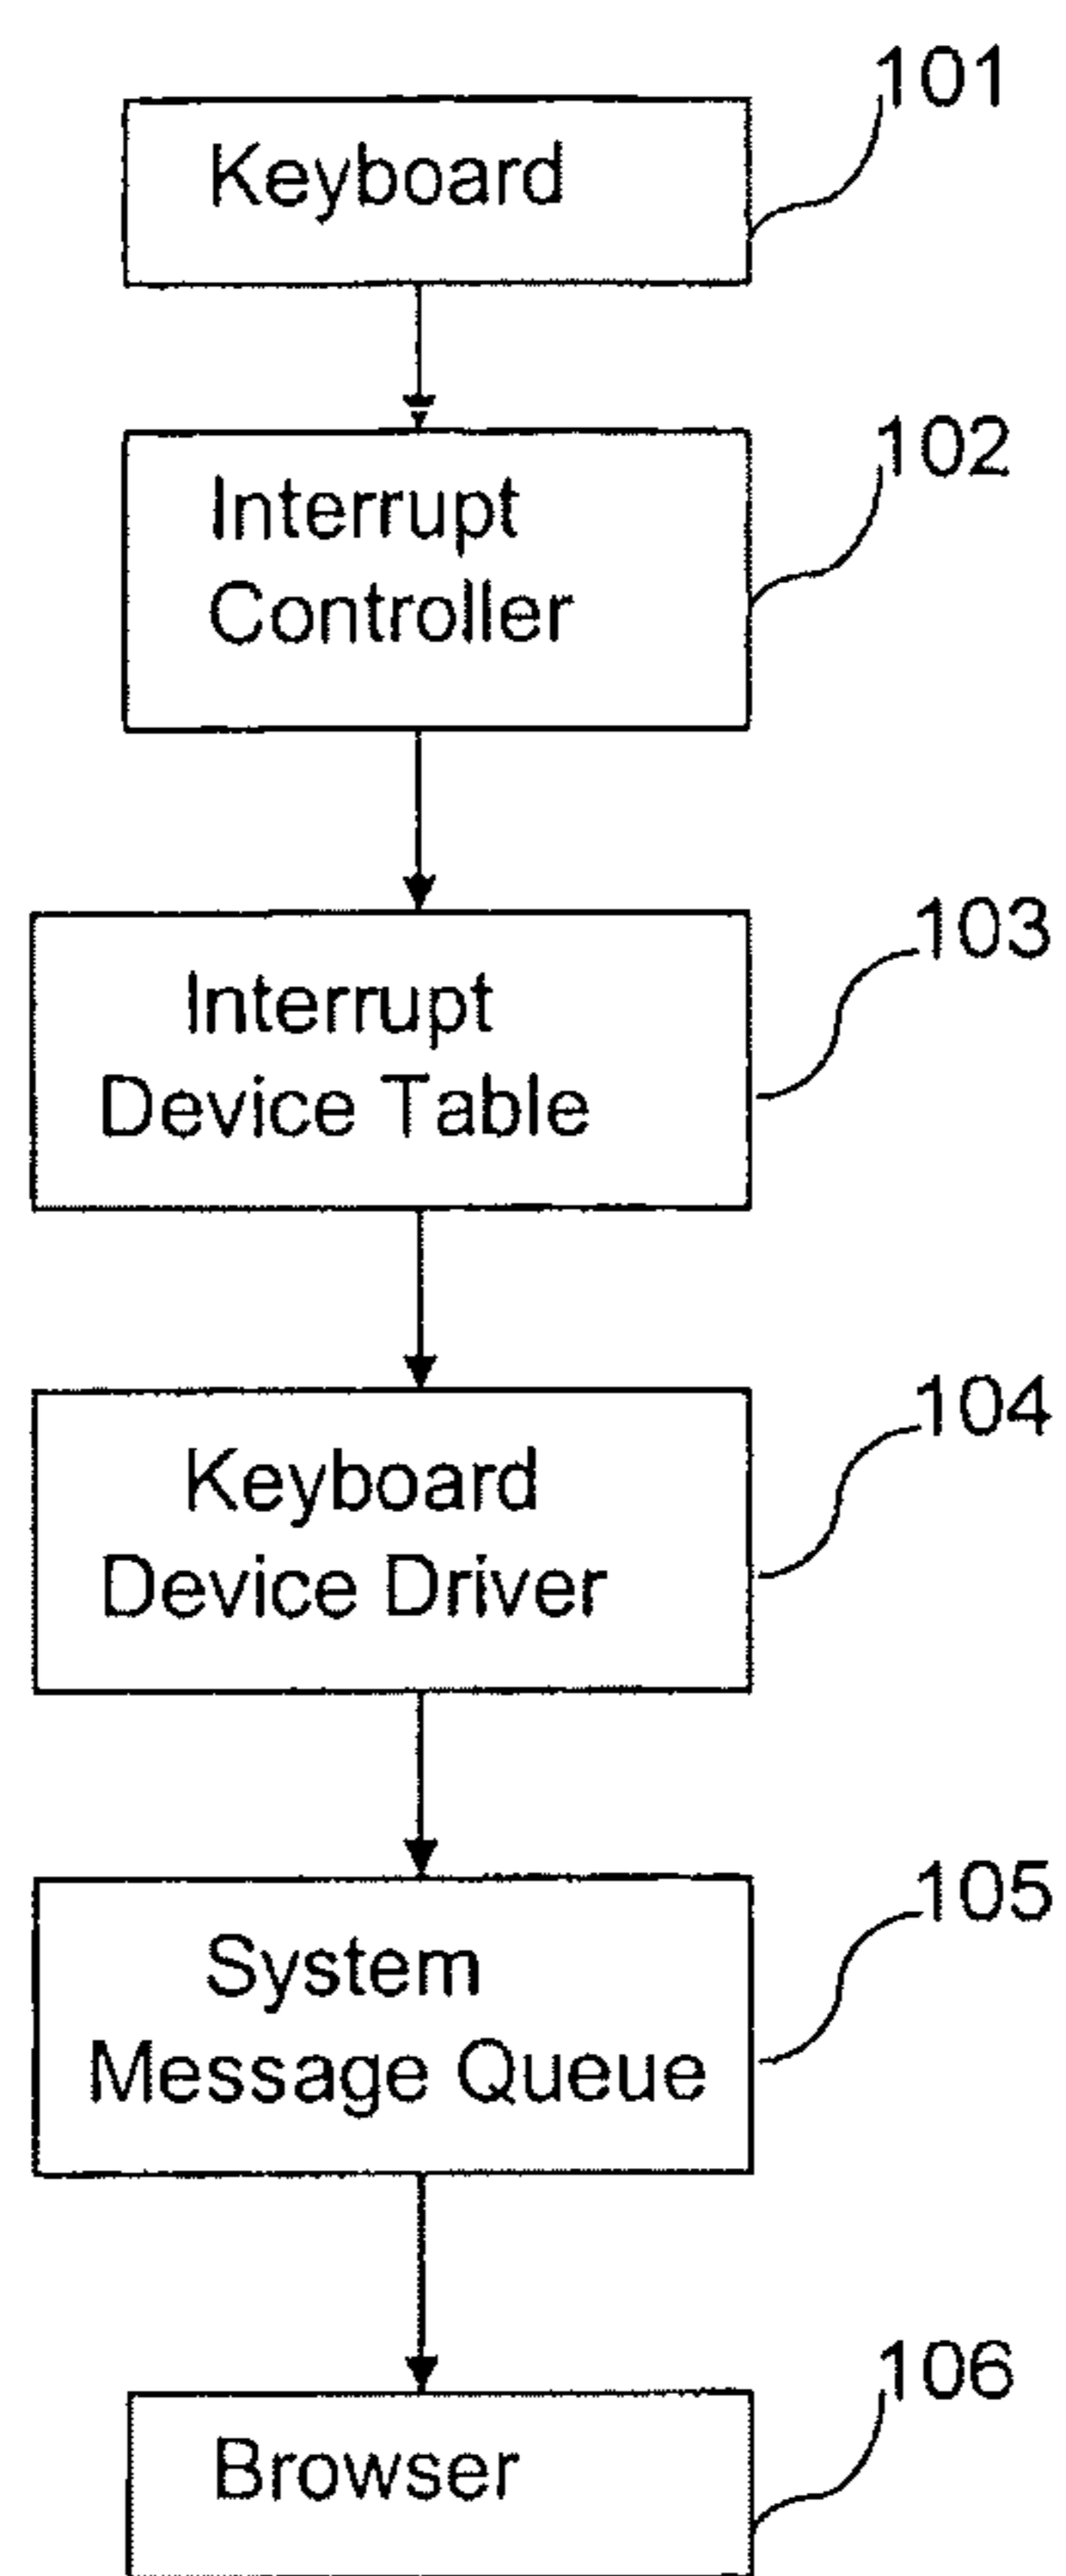 101
Keyboard
102
Interrupt
Controller
103
Interrupt
Device Table
104
Keyboard
Device Driver
105
System
Message Queue
106
Browser